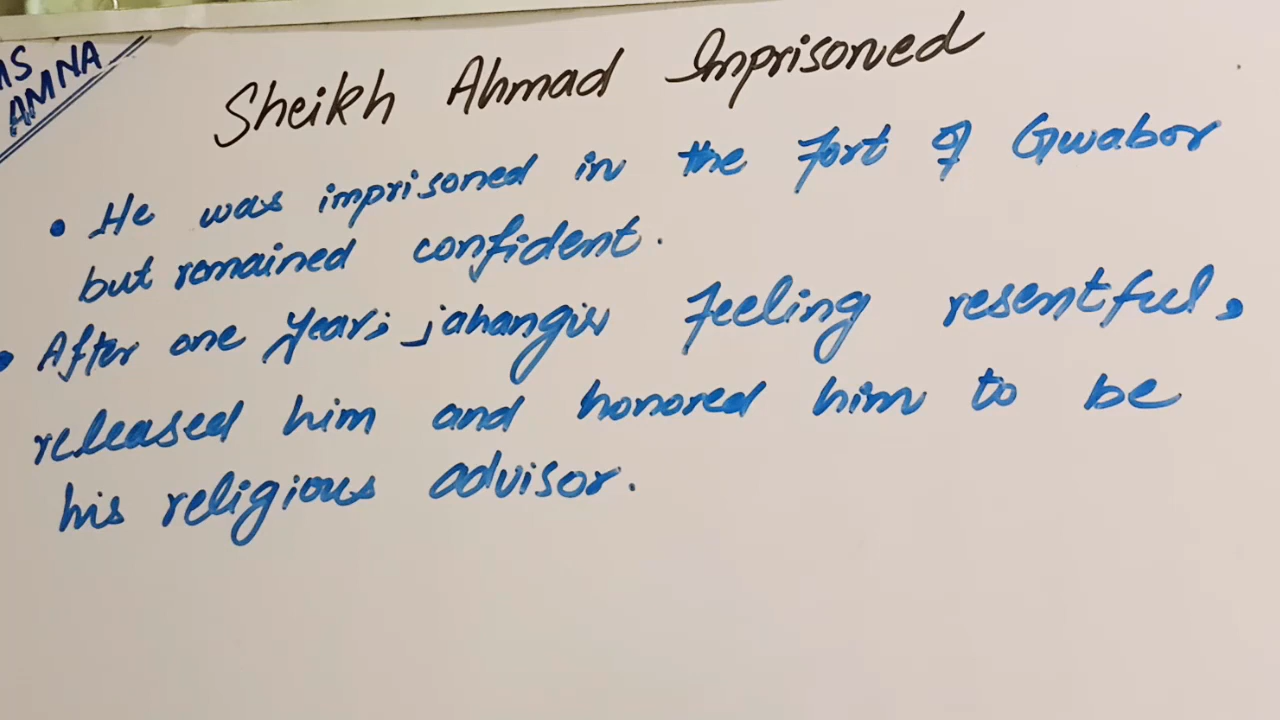 MS
AMNA
Sheikh Ahmad Imprisoned
• He was imprisoned in the Fort of Gwabor
but remained confident.
• After one year; jahangir Feeling resentful,
released him and honored him to be
his religious advisor.